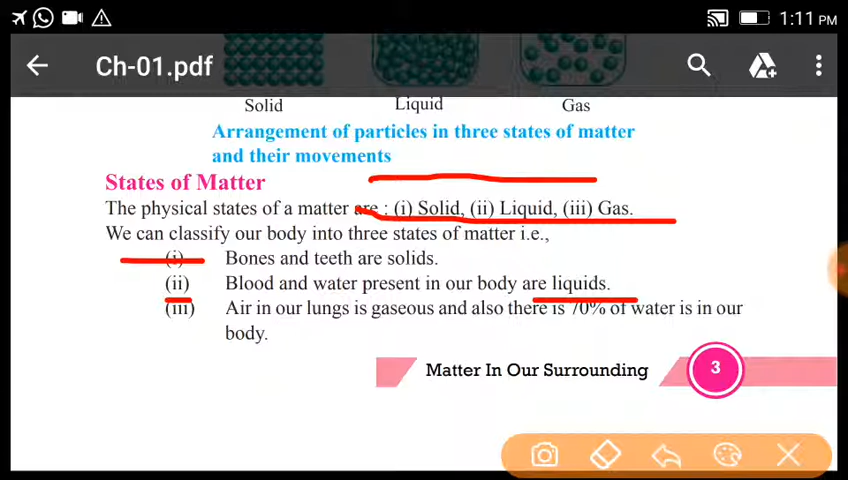 1:11 PM
Ch-01.pdf
Solid Liquid Gas
Arrangement of particles in three states of matter
and their movements
States of Matter
The physical states of a matter are : (i) Solid, (ii) Liquid, (iii) Gas.
We can classify our body into three states of matter i.e.,
(i) Bones and teeth are solids.
(ii) Blood and water present in our body are liquids.
(iii) Air in our lungs is gaseous and also there is 70% of water is in our
body.
Matter In Our Surrounding 3